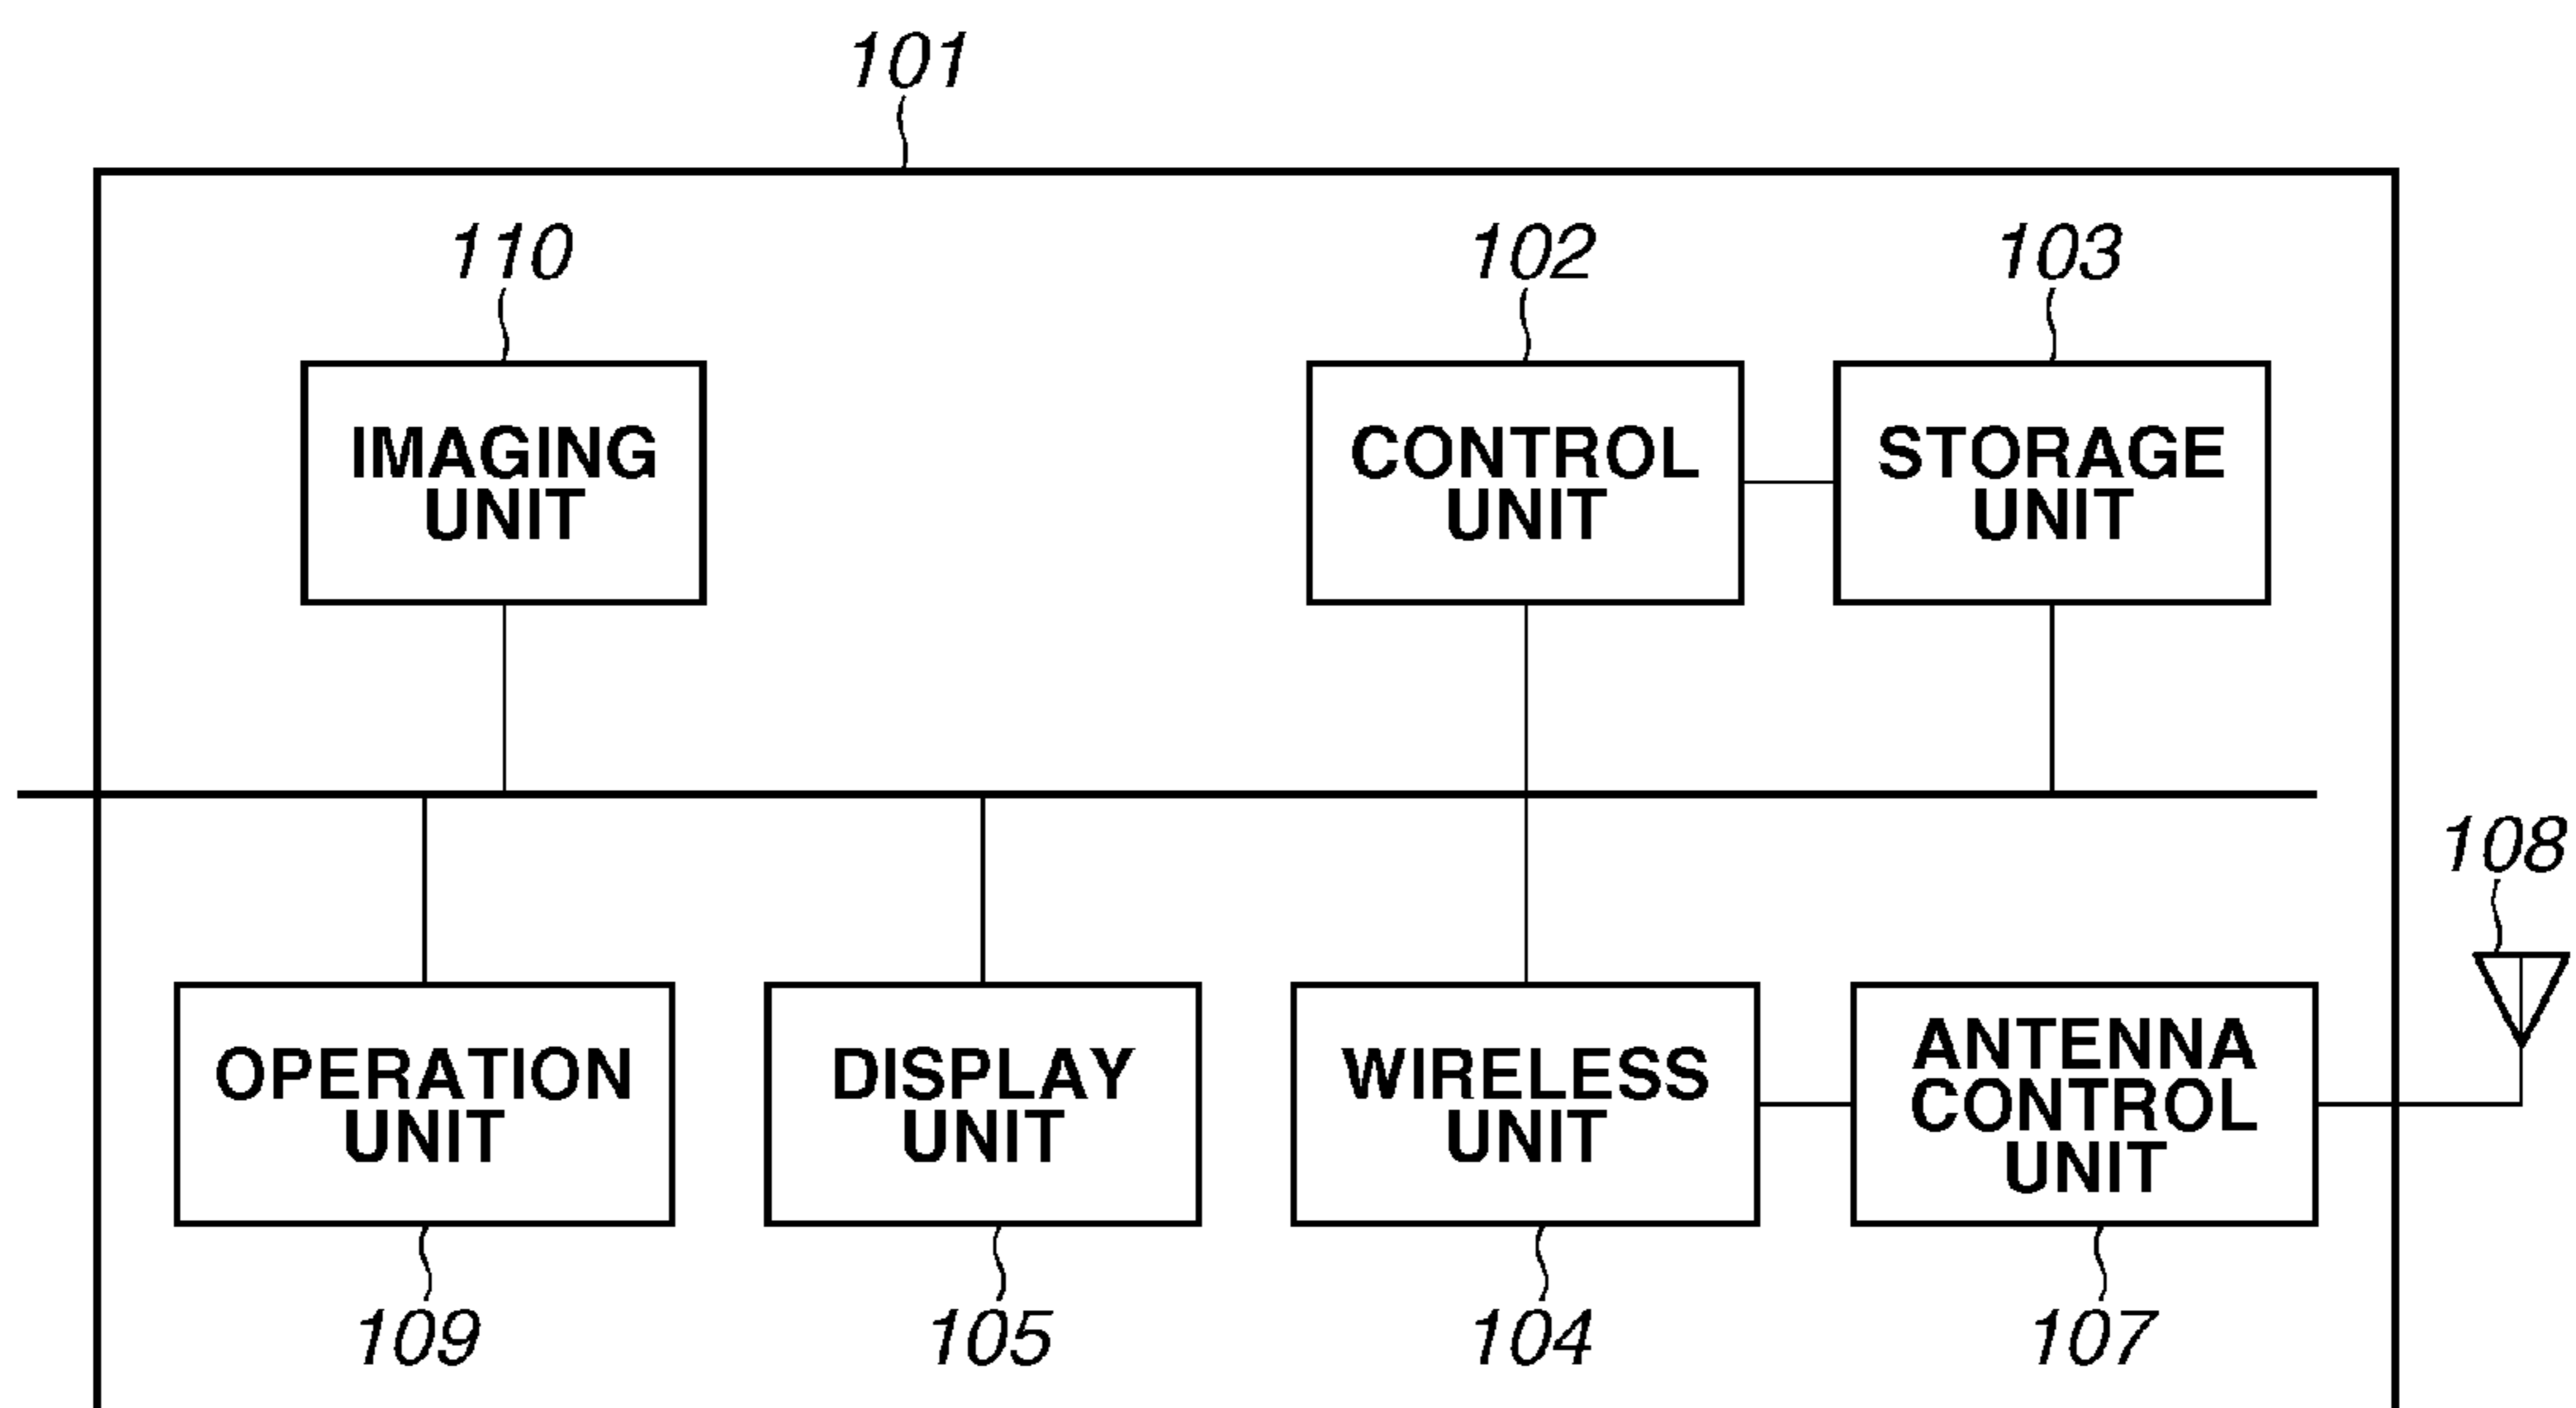 101
110
102
103
IMAGING
UNIT
CONTROL
UNIT
STORAGE
UNIT
108
OPERATION
UNIT
DISPLAY
UNIT
WIRELESS
UNIT
ANTENNA
CONTROL
UNIT
109
105
104
107